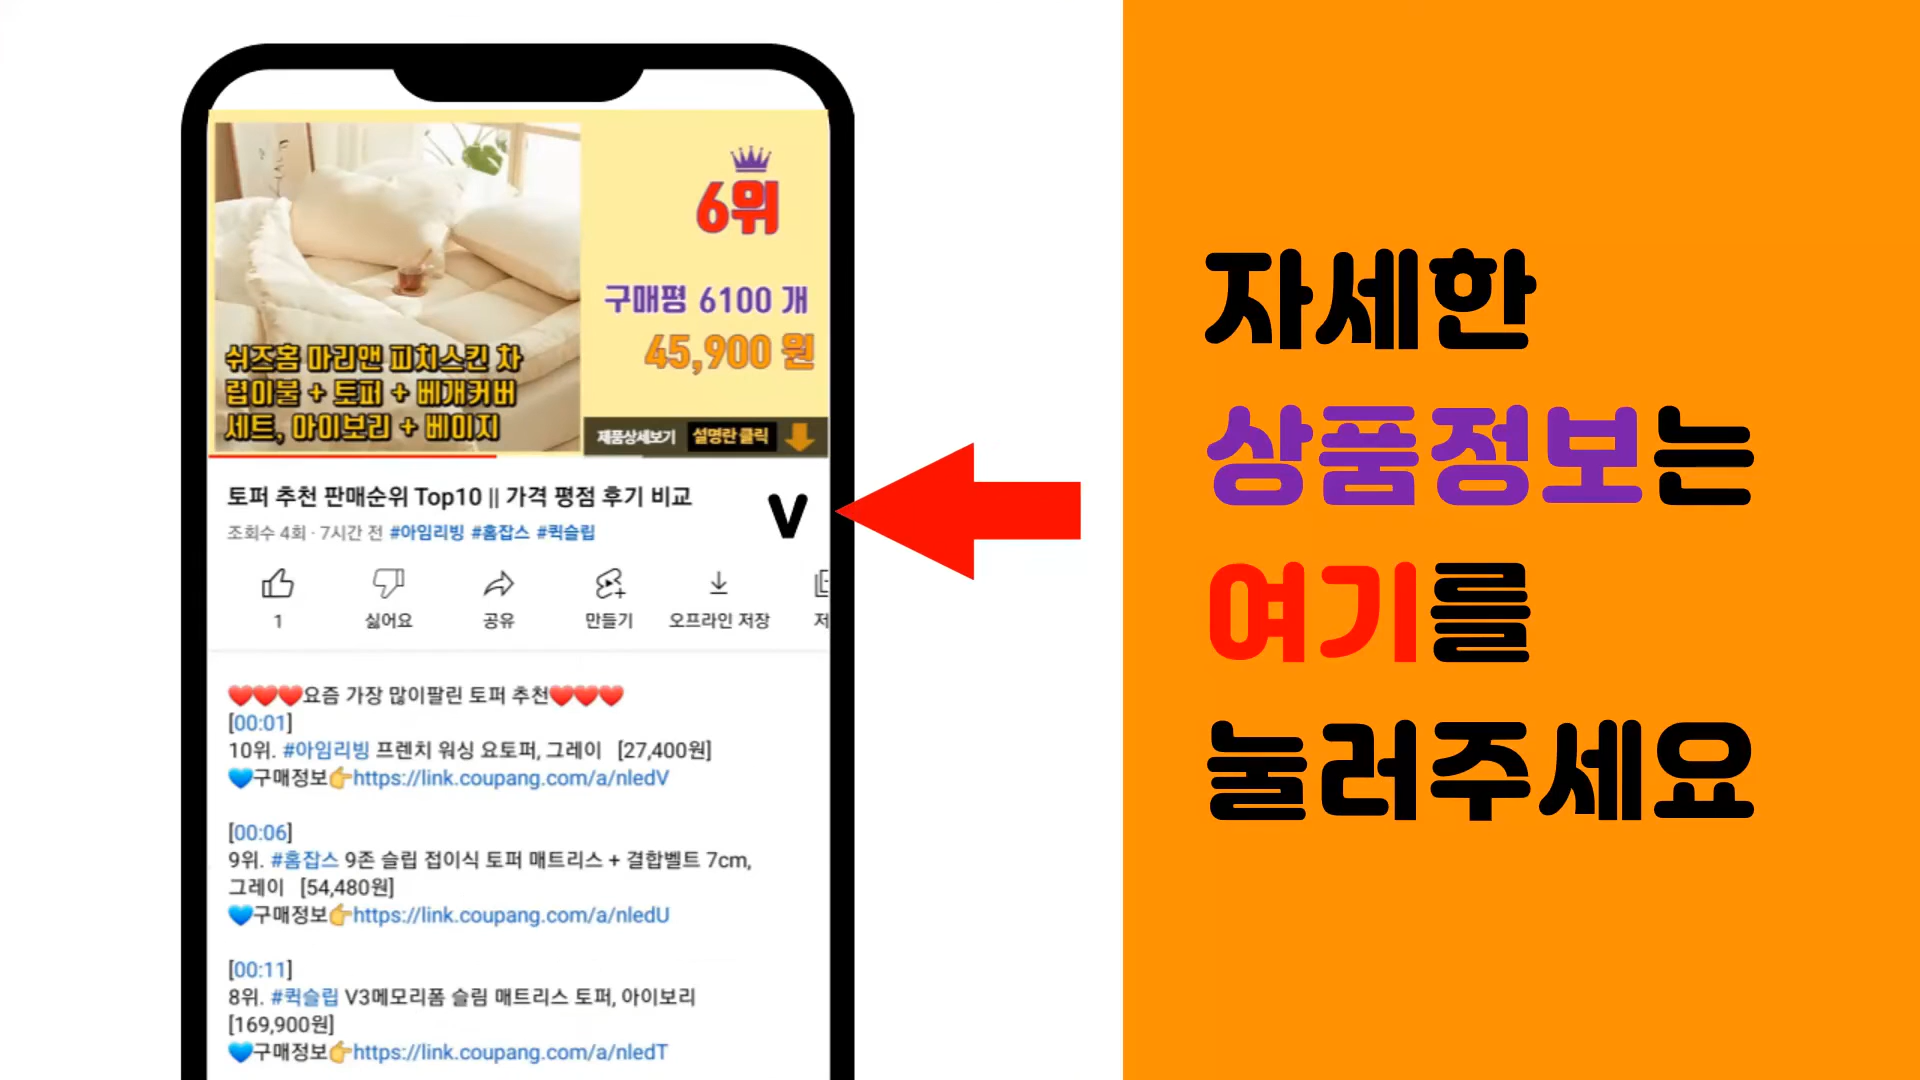 6위
구매평 6100 개
45,900 원
쉬즈홈 마리앤 피치스킨 차
렵이불 + 토퍼 + 베개커버
세트, 아이보리 + 베이지
제품상세보기 설명란 클릭
토퍼 추천 판매순위 Top10 || 가격 평점 후기 비교
V
조회수 4회 · 7시간 전 #아임리빙 #홈잡스 #퀵슬립
1 싫어요 공유 만들기 오프라인 저장 저
❤️❤️❤️요즘 가장 많이팔린 토퍼 추천❤️❤️❤️
[00:01]
10위. #아임리빙 프렌치 워싱 요토퍼, 그레이 [27,400원]
💙구매정보👉https://link.coupang.com/a/nledV
[00:06]
9위. #홈잡스 9존 슬립 접이식 토퍼 매트리스 + 결합벨트 7cm,
그레이 [54,480원]
💙구매정보👉https://link.coupang.com/a/nledU
[00:11]
8위. #퀵슬립 V3메모리폼 슬림 매트리스 토퍼, 아이보리
[169,900원]
💙구매정보👉https://link.coupang.com/a/nledT
자세한
상품정보는
여기를
눌러주세요